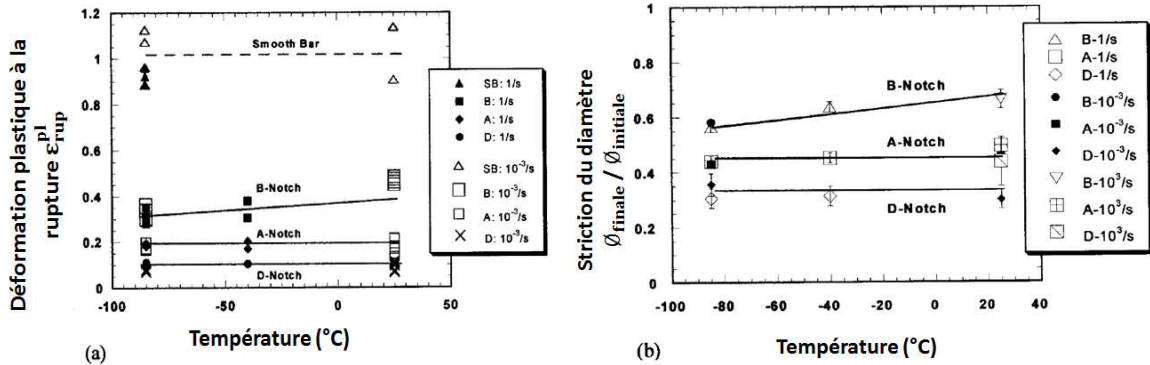 Déformation plastique à la
rupture ε^pl_rup
1.2
1
0.8
0.6
0.4
0.2
0
-100
-50
0
50
Smooth Bar
B-Notch
A-Notch
D-Notch
SB: 1/s
B: 1/s
A: 1/s
D: 1/s
SB: 10⁻³/s
B: 10⁻³/s
A: 10⁻³/s
D: 10⁻³/s
Température (°C)
(a)
Striction du diamètre
Ø_finale / Ø_initiale
1
0.8
0.6
0.4
0.2
0
-100
-80
-60
-40
-20
0
20
40
B-Notch
A-Notch
D-Notch
B-1/s
A-1/s
D-1/s
B-10⁻³/s
A-10⁻³/s
D-10⁻³/s
B-10³/s
A-10³/s
D-10³/s
Température (°C)
(b)